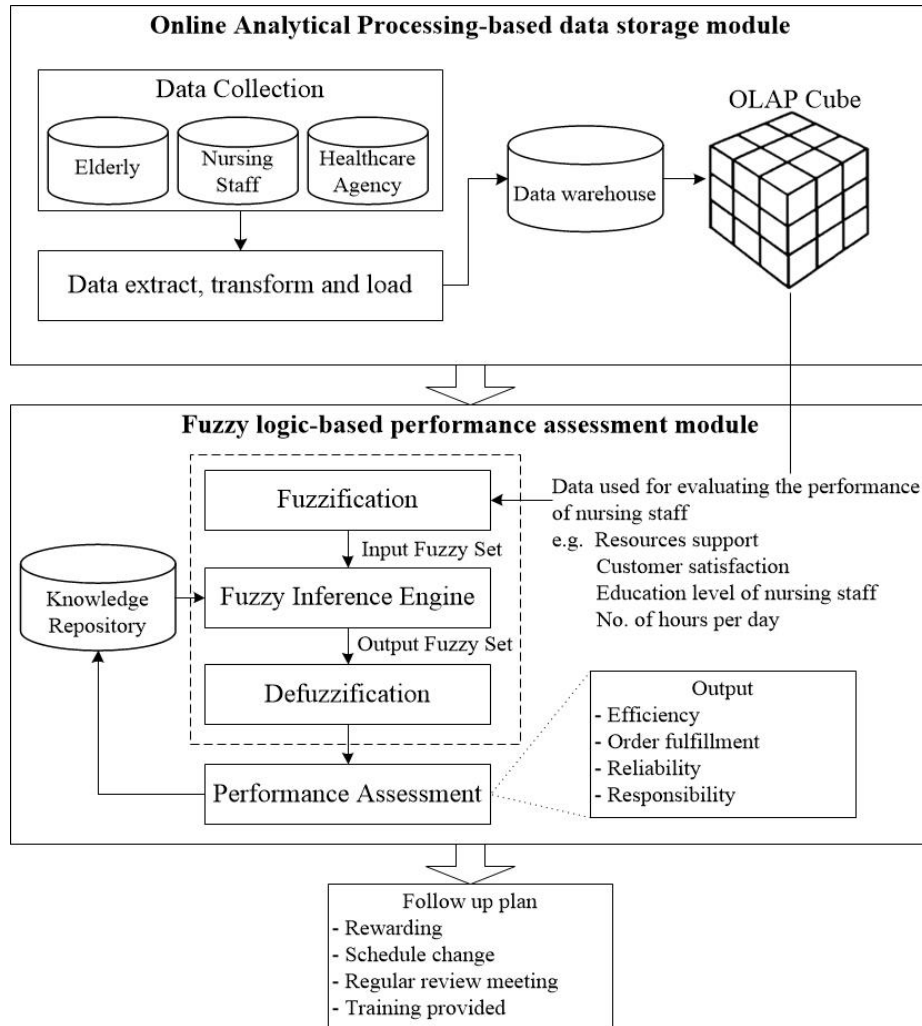 Online Analytical Processing-based data storage module
Data Collection
Elderly
Nursing
Staff
Healthcare
Agency
Data extract, transform and load
Data warehouse
OLAP Cube
Fuzzy logic-based performance assessment module
Fuzzification
Input Fuzzy Set
Fuzzy Inference Engine
Output Fuzzy Set
Defuzzification
Performance Assessment
Knowledge
Repository
Data used for evaluating the performance
of nursing staff
e.g. Resources support
Customer satisfaction
Education level of nursing staff
No. of hours per day
Output
- Efficiency
- Order fulfillment
- Reliability
- Responsibility
Follow up plan
- Rewarding
- Schedule change
- Regular review meeting
- Training provided